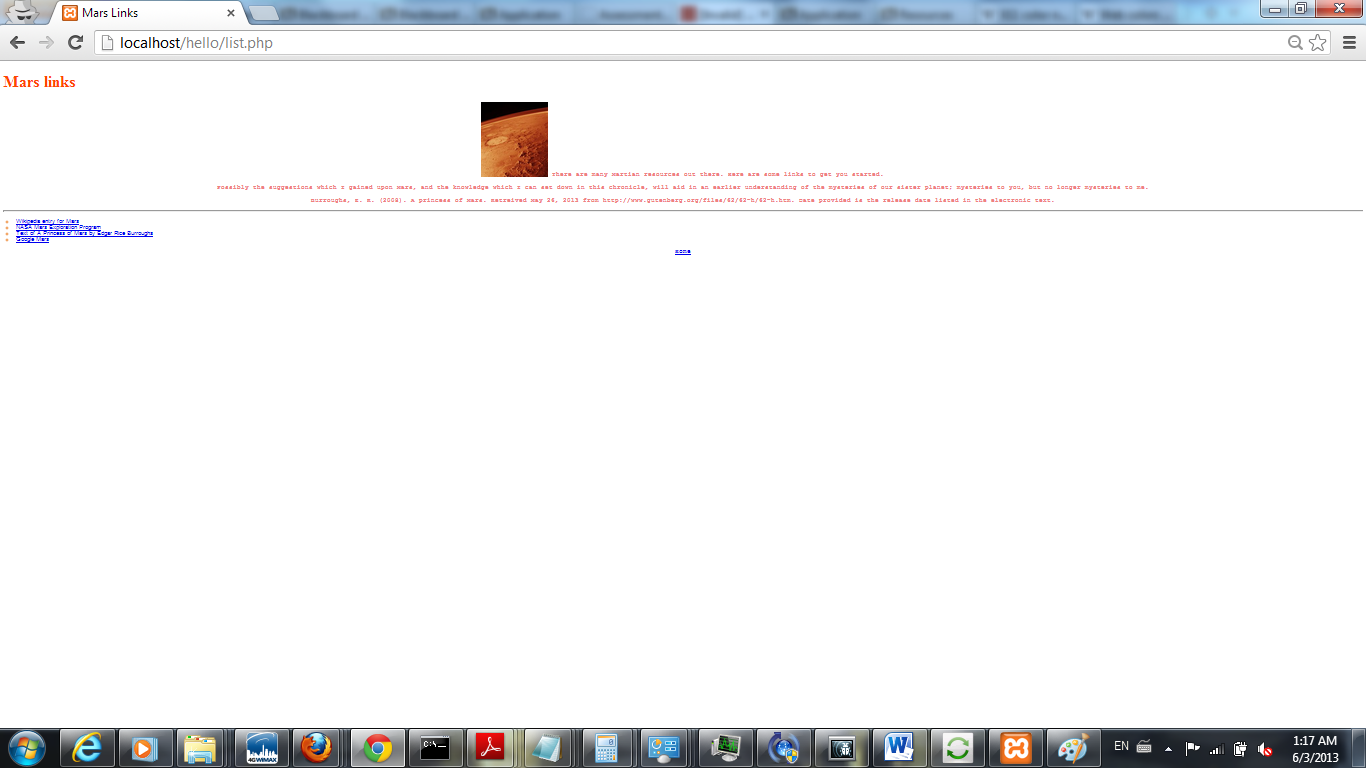 Mars Links
localhost/hello/list.php
Mars links
There are many martian resources out there. Here are some links to get you started.
Possibly the suggestions which I gained upon Mars, and the knowledge which I can set down in this chronicle, will aid in an earlier understanding of the mysteries of our sister planet; mysteries to you, but no longer mysteries to me.
Burroughs, E. R. (2008). A Princess of Mars. Retreived May 26, 2013 from http://www.gutenberg.org/files/62/62-h/62-h.htm. Date provided is the release date listed in the electronic text.
Wikipedia entry for Mars
NASA Mars Exploration Program
Text of A Princess of Mars by Edgar Rice Burroughs
Google Mars
Home
4GWIMAX
C:\
EN
1:17 AM
6/3/2013